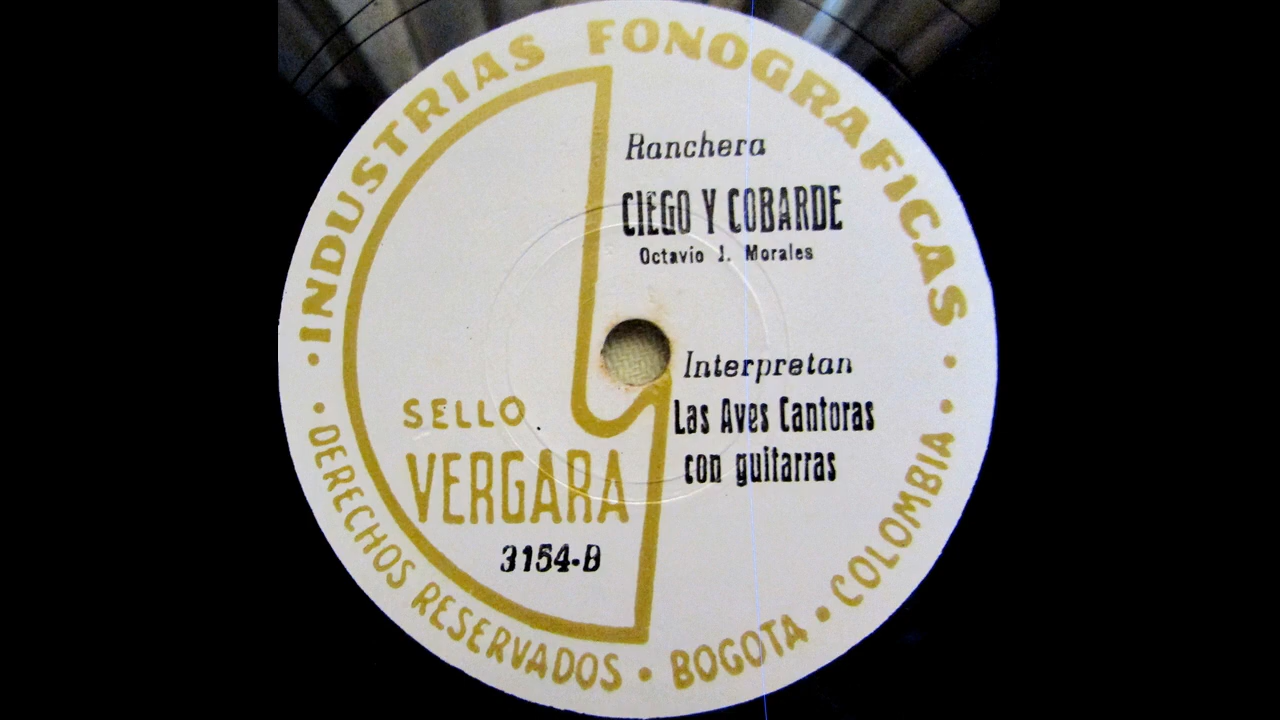 INDUSTRIAS FONOGRAFICAS
Ranchera
CIEGO Y COBARDE
Octavio J. Morales
Interpretan
Las Aves Cantoras
con guitarras
SELLO
VERGARA
3154-B
DERECHOS RESERVADOS • BOGOTA • COLOMBIA